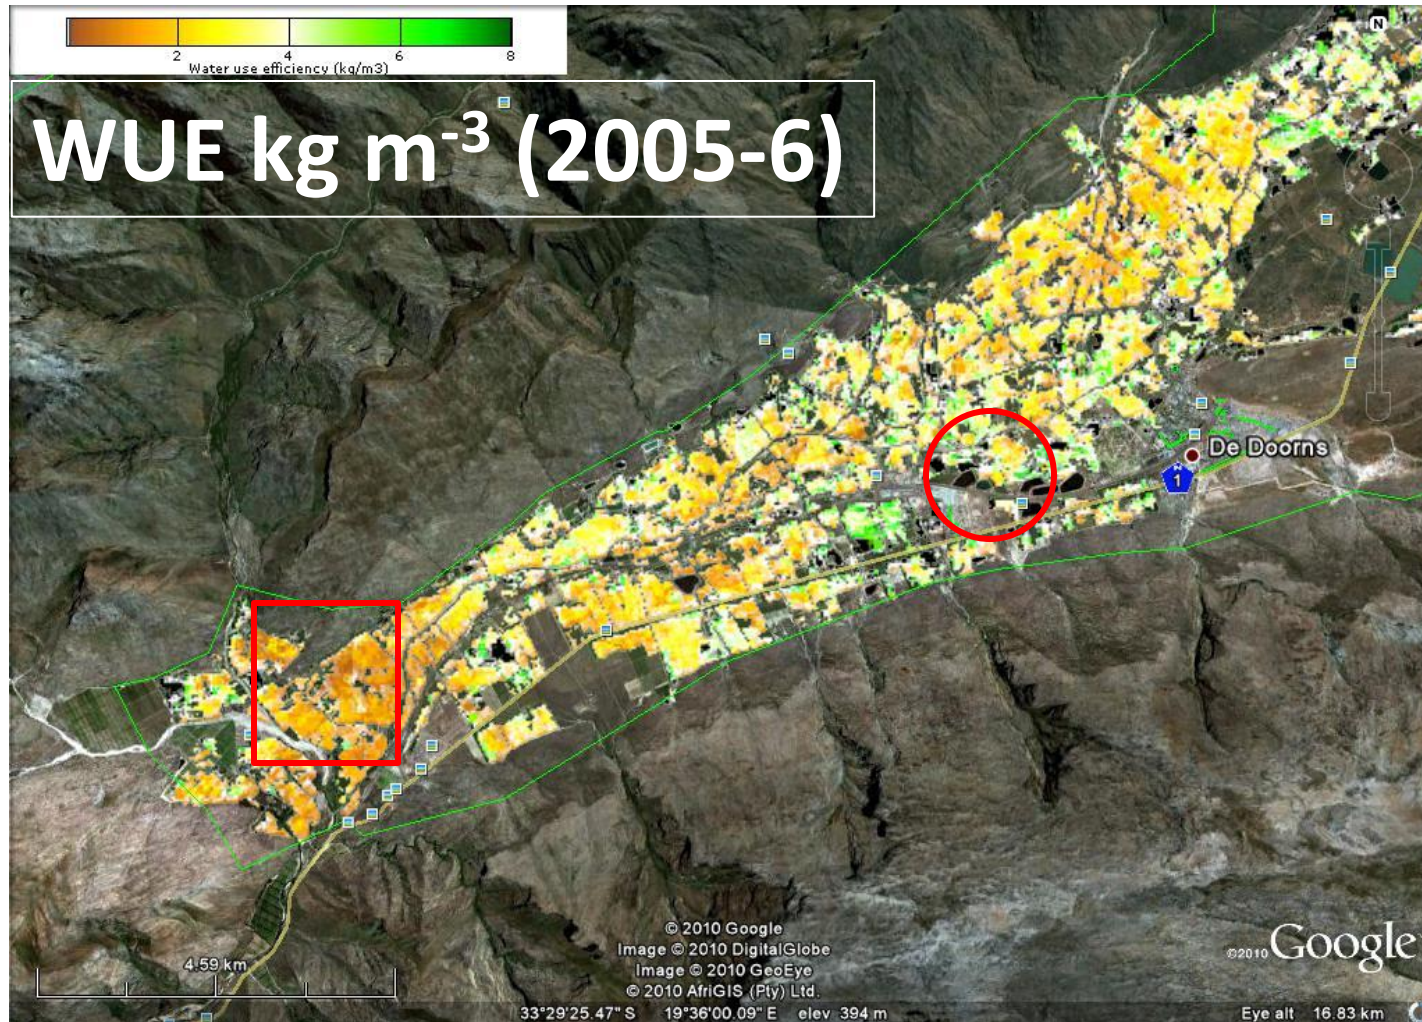 2 4 6 8
Water use efficiency (kg/m3)
WUE kg m-3 (2005-6)
N
De Doorns
1
© 2010 Google
Image © 2010 DigitalGlobe
Image © 2010 GeoEye
© 2010 AfriGIS (Pty) Ltd.
©2010 Google
4.59 km
33°29'25.47" S 19°36'00.09" E elev 394 m
Eye alt 16.83 km